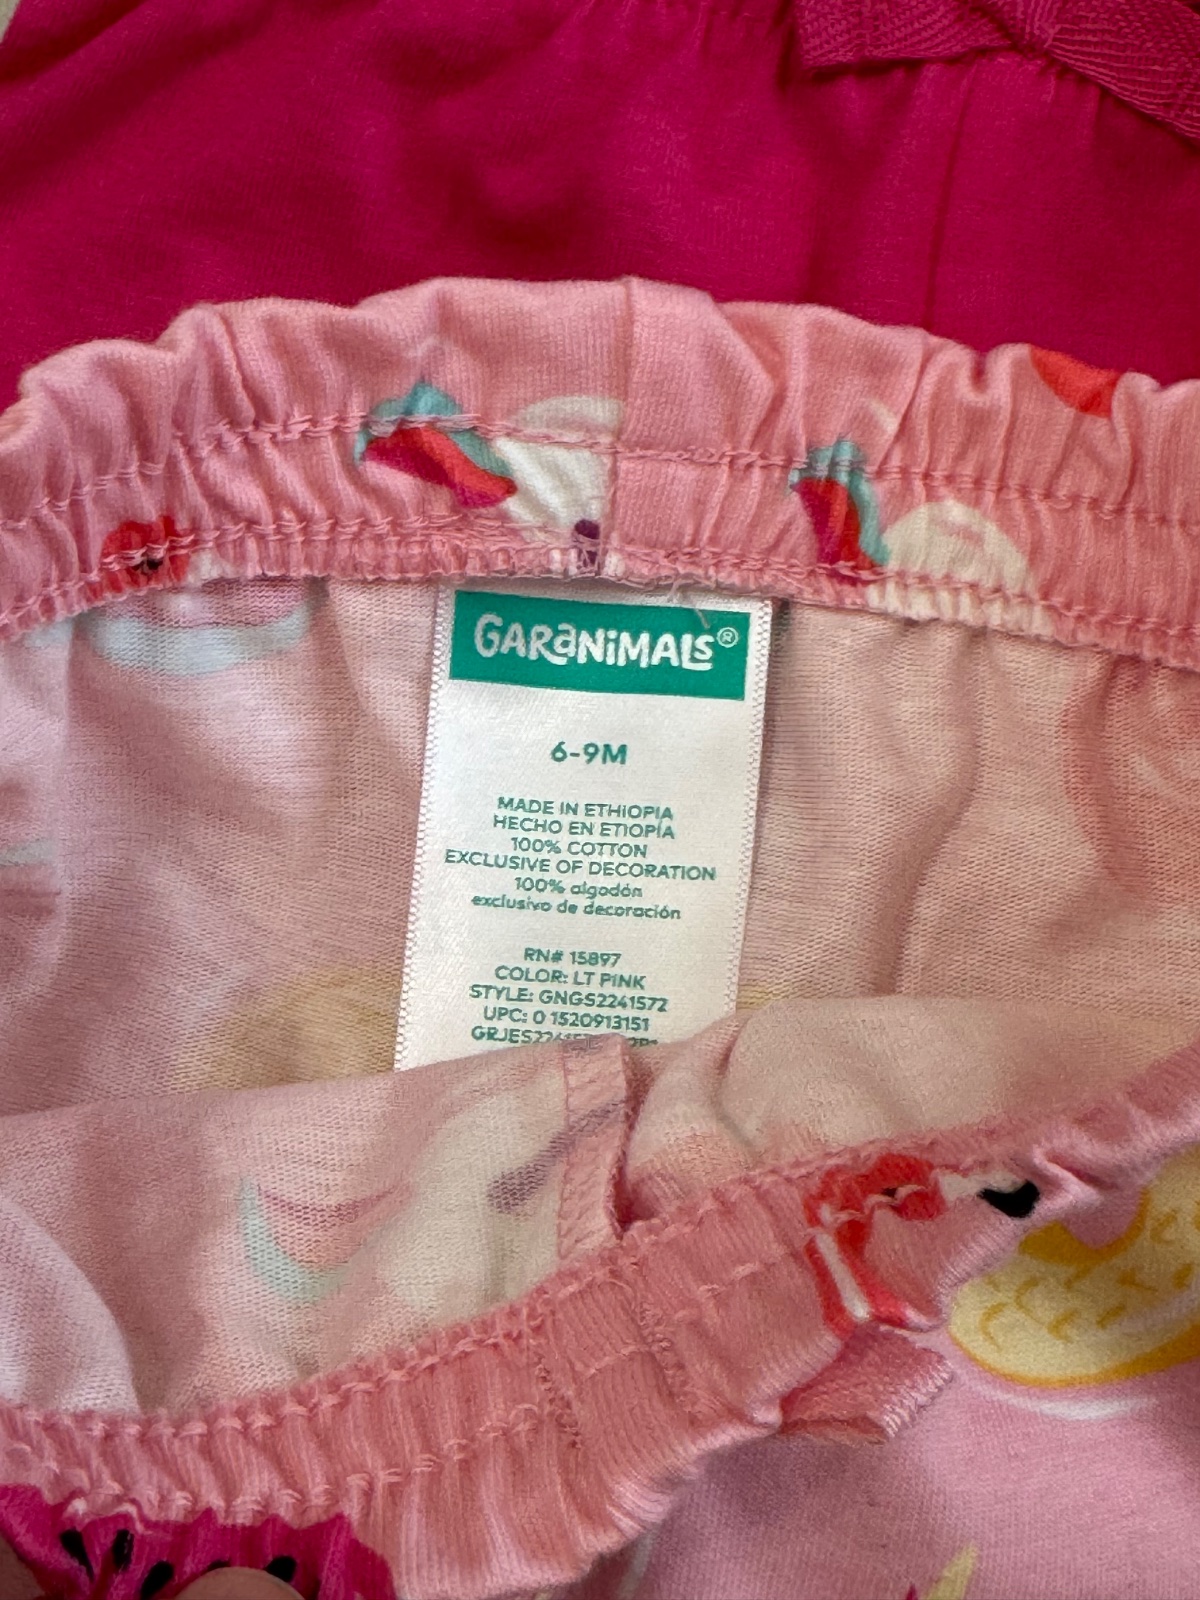 GARANiMALS®
6-9M
MADE IN ETHIOPIA
HECHO EN ETIOPÍA
100% COTTON
EXCLUSIVE OF DECORATION
100% algodón
exclusivo de decoración
RN# 15897
COLOR: LT PINK
STYLE: GNGS2241572
UPC: 0 1520913151